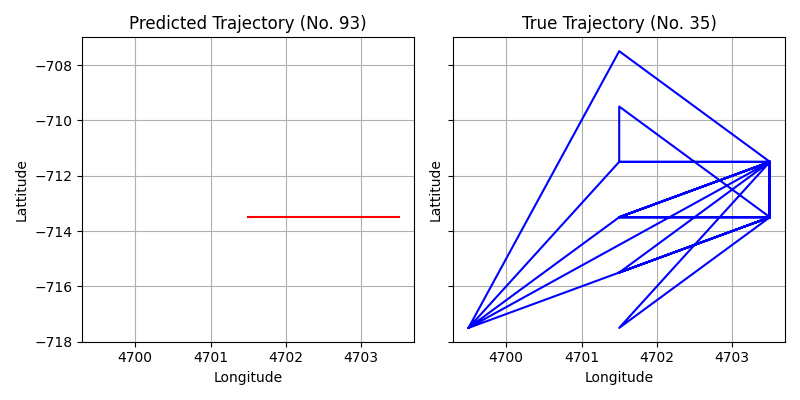 Predicted Trajectory (No. 93)
True Trajectory (No. 35)
−708
−710
−712
−714
−716
−718
Lattitude
Lattitude
4700 4701 4702 4703
4700 4701 4702 4703
Longitude
Longitude